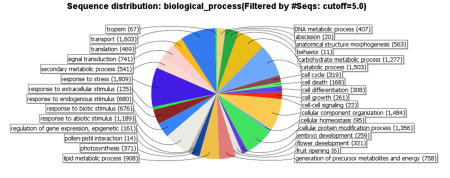 Sequence distribution: biological_process(Filtered by #Seqs: cutoff=5.0)
tropism (67)
transport (1,603)
translation (469)
signal transduction (741)
secondary metabolic process (541)
response to stress (1,809)
response to extracellular stimulus (125)
response to endogenous stimulus (680)
response to biotic stimulus (676)
response to abiotic stimulus (1,189)
regulation of gene expression, epigenetic (161)
pollen-pistil interaction (14)
photosynthesis (371)
lipid metabolic process (908)
DNA metabolic process (407)
abscission (20)
anatomical structure morphogenesis (563)
behavior (11)
carbohydrate metabolic process (1,277)
catabolic process (1,503)
cell cycle (319)
cell death (168)
cell differentiation (308)
cell growth (261)
cell-cell signaling (22)
cellular component organization (1,484)
cellular homeostasis (95)
cellular protein modification process (1,356)
embryo development (259)
flower development (321)
fruit ripening (6)
generation of precursor metabolites and energy (758)